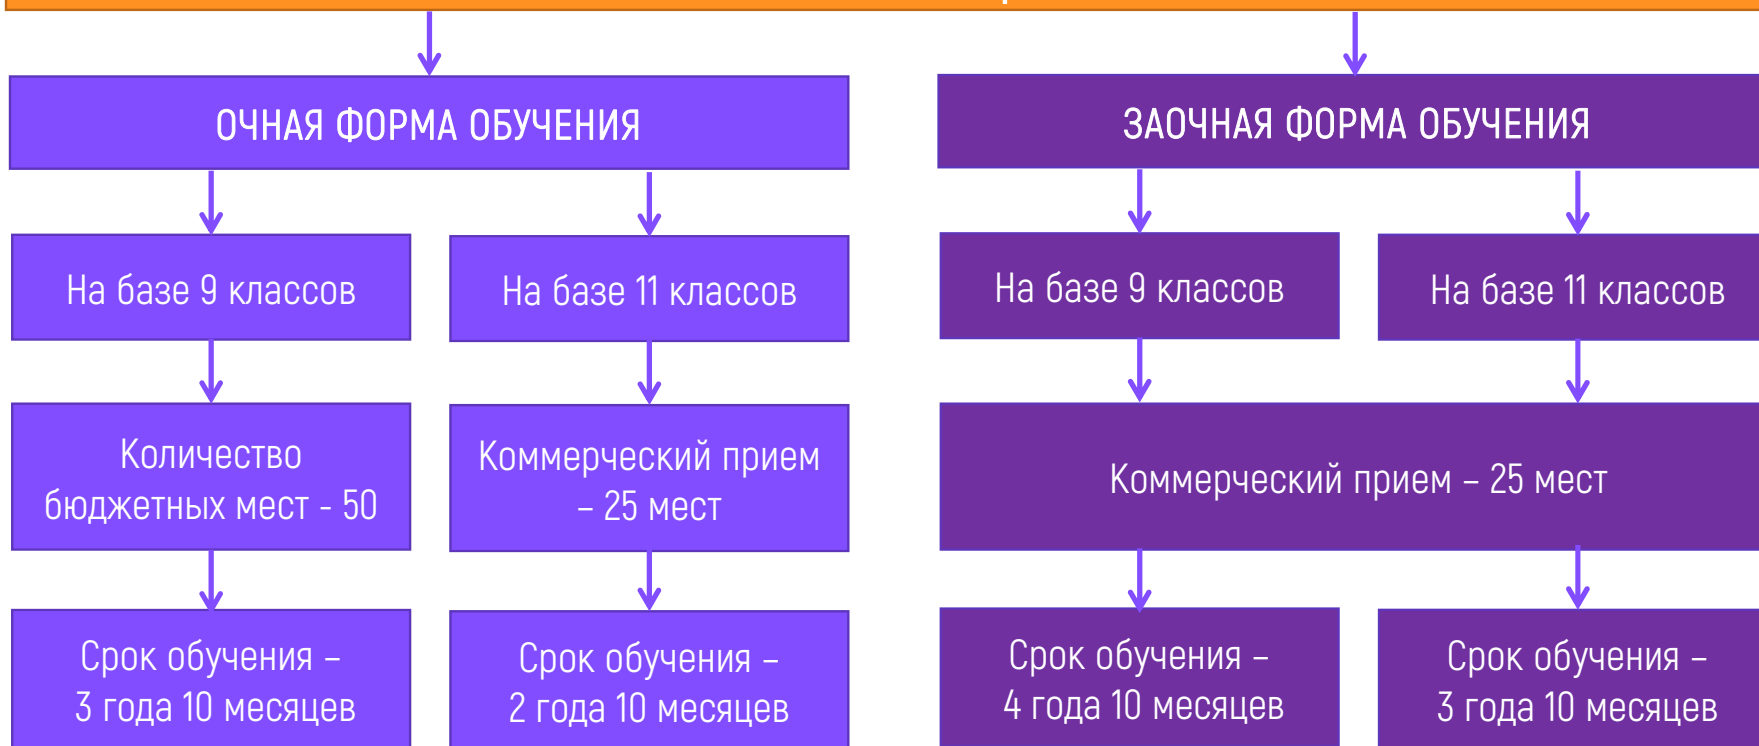 ОЧНАЯ ФОРМА ОБУЧЕНИЯ
На базе 9 классов
На базе 11 классов
Количество
бюджетных мест - 50
Коммерческий прием
– 25 мест
Срок обучения –
3 года 10 месяцев
Срок обучения –
2 года 10 месяцев
ЗАОЧНАЯ ФОРМА ОБУЧЕНИЯ
На базе 9 классов
На базе 11 классов
Коммерческий прием – 25 мест
Срок обучения –
4 года 10 месяцев
Срок обучения –
3 года 10 месяцев